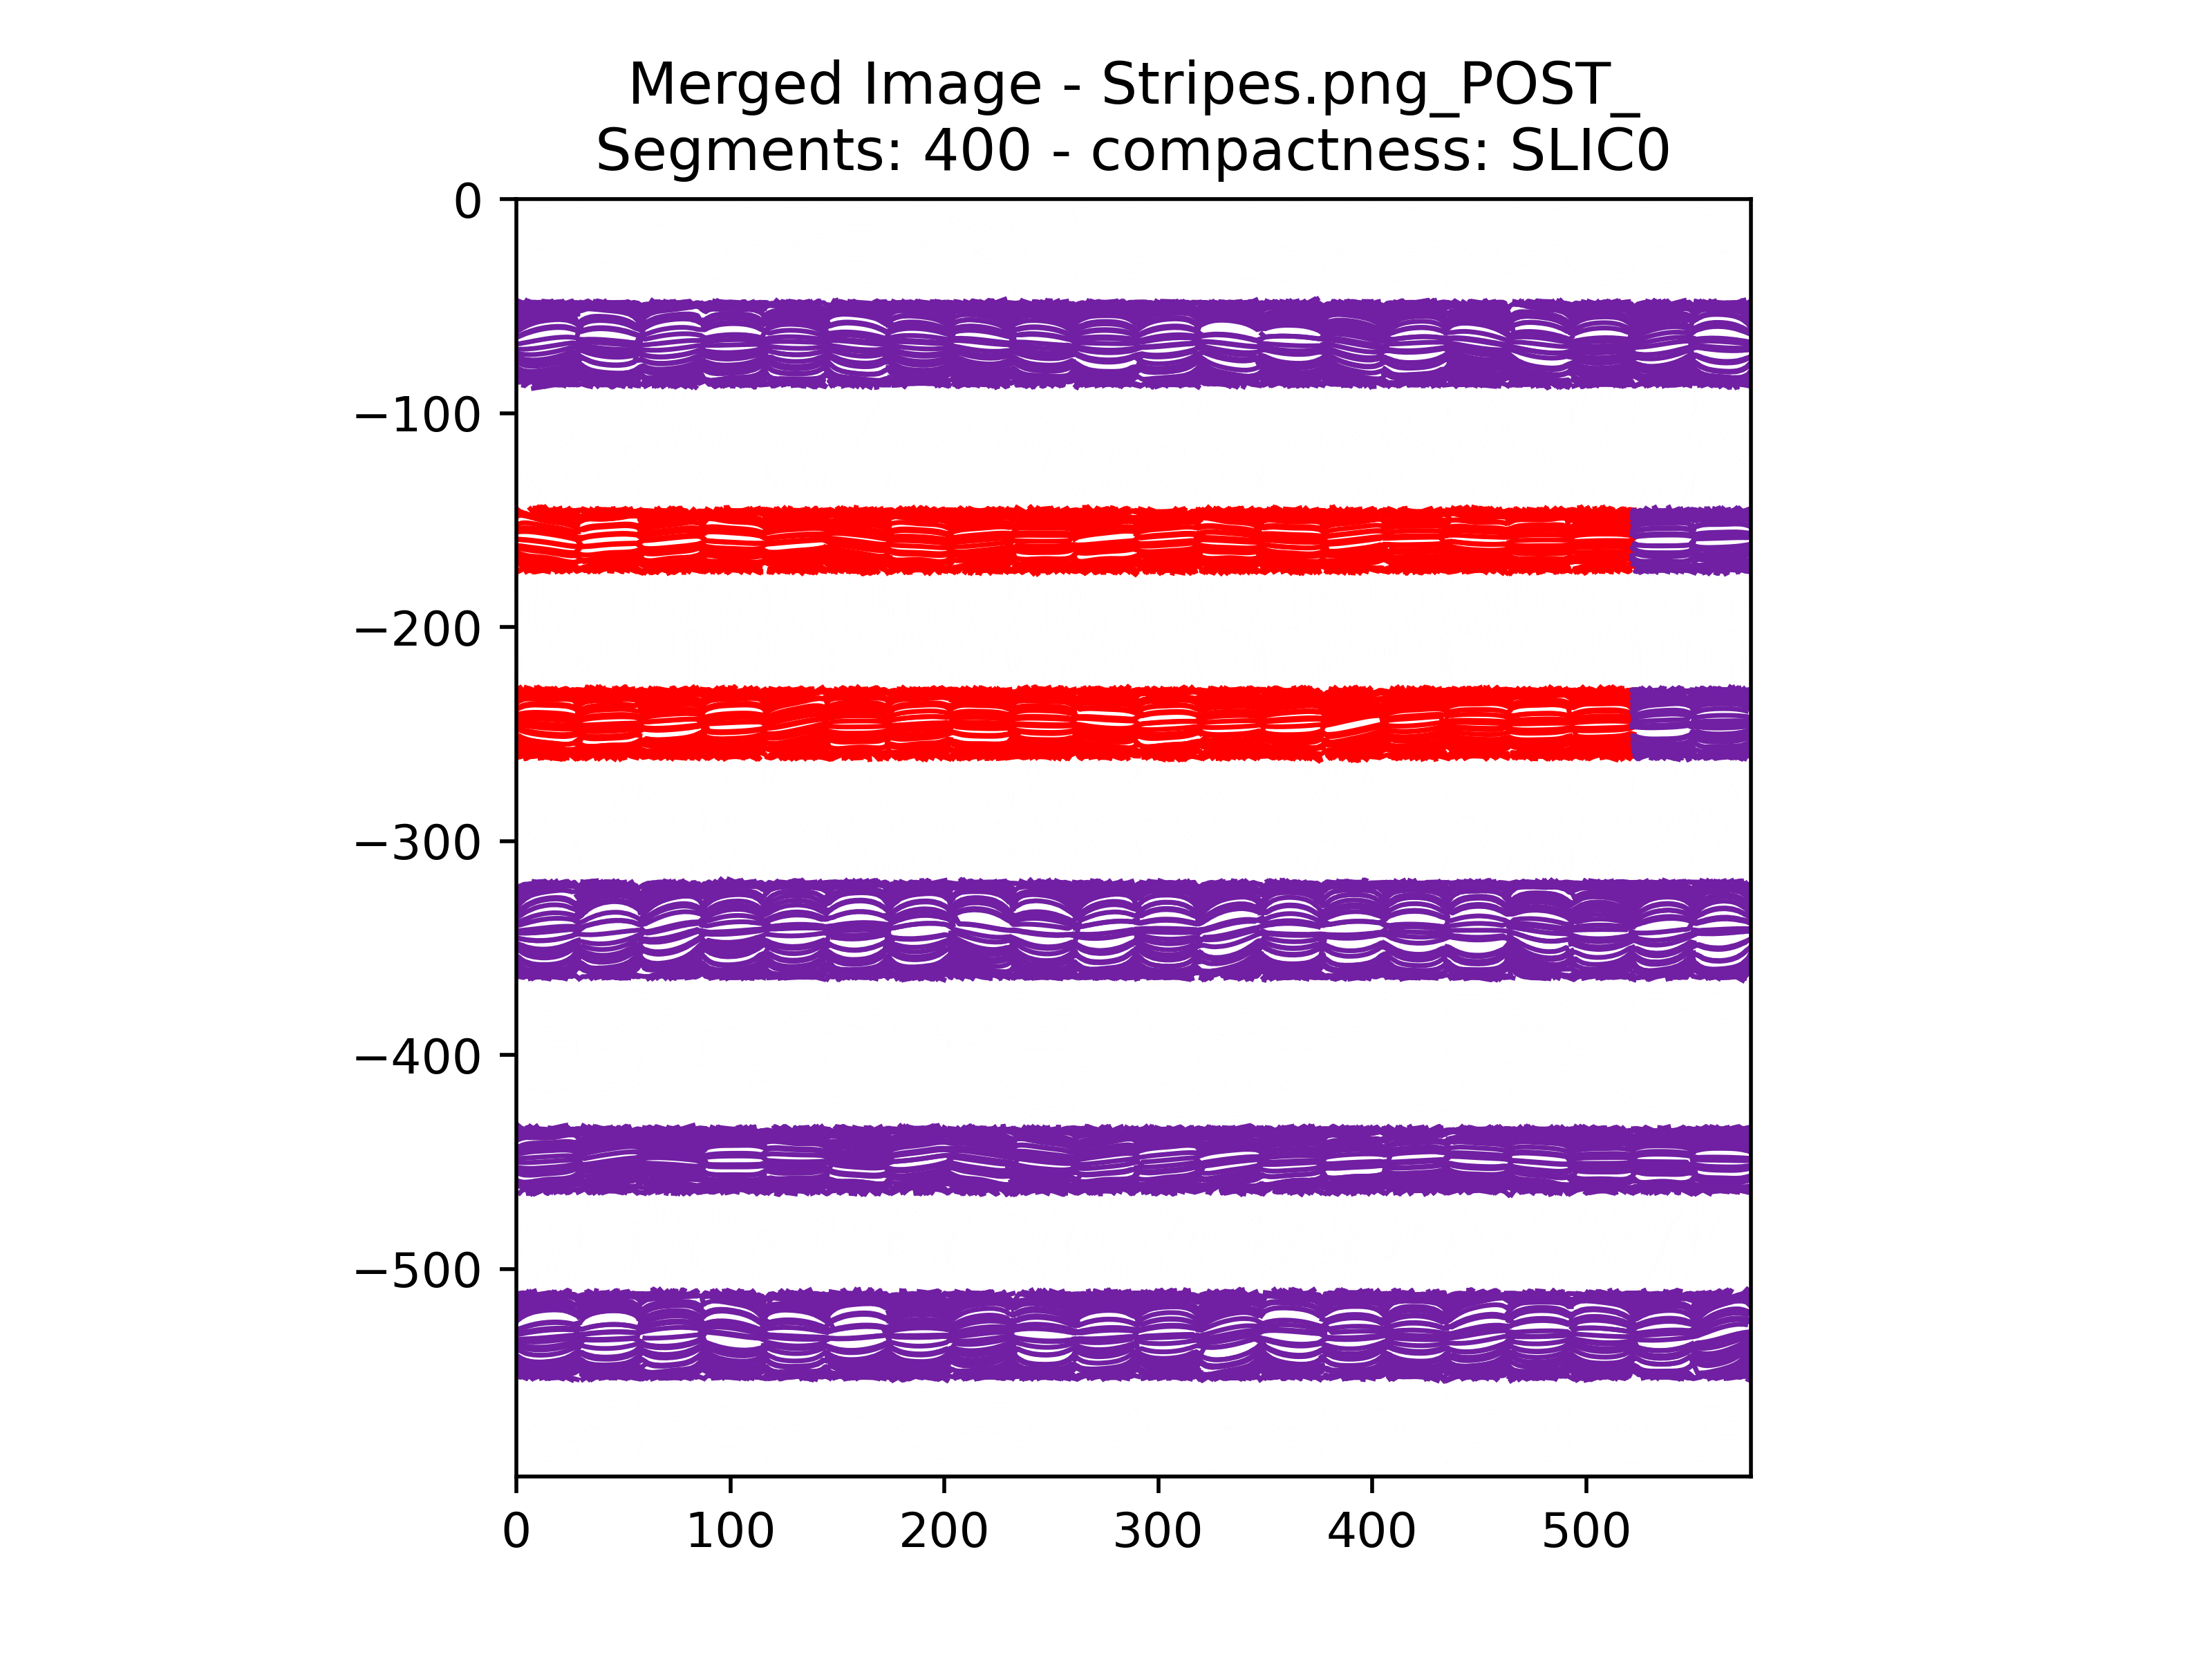 Merged Image - Stripes.png_POST_
Segments: 400 - compactness: SLIC0
0
−100
−200
−300
−400
−500
0 100 200 300 400 500